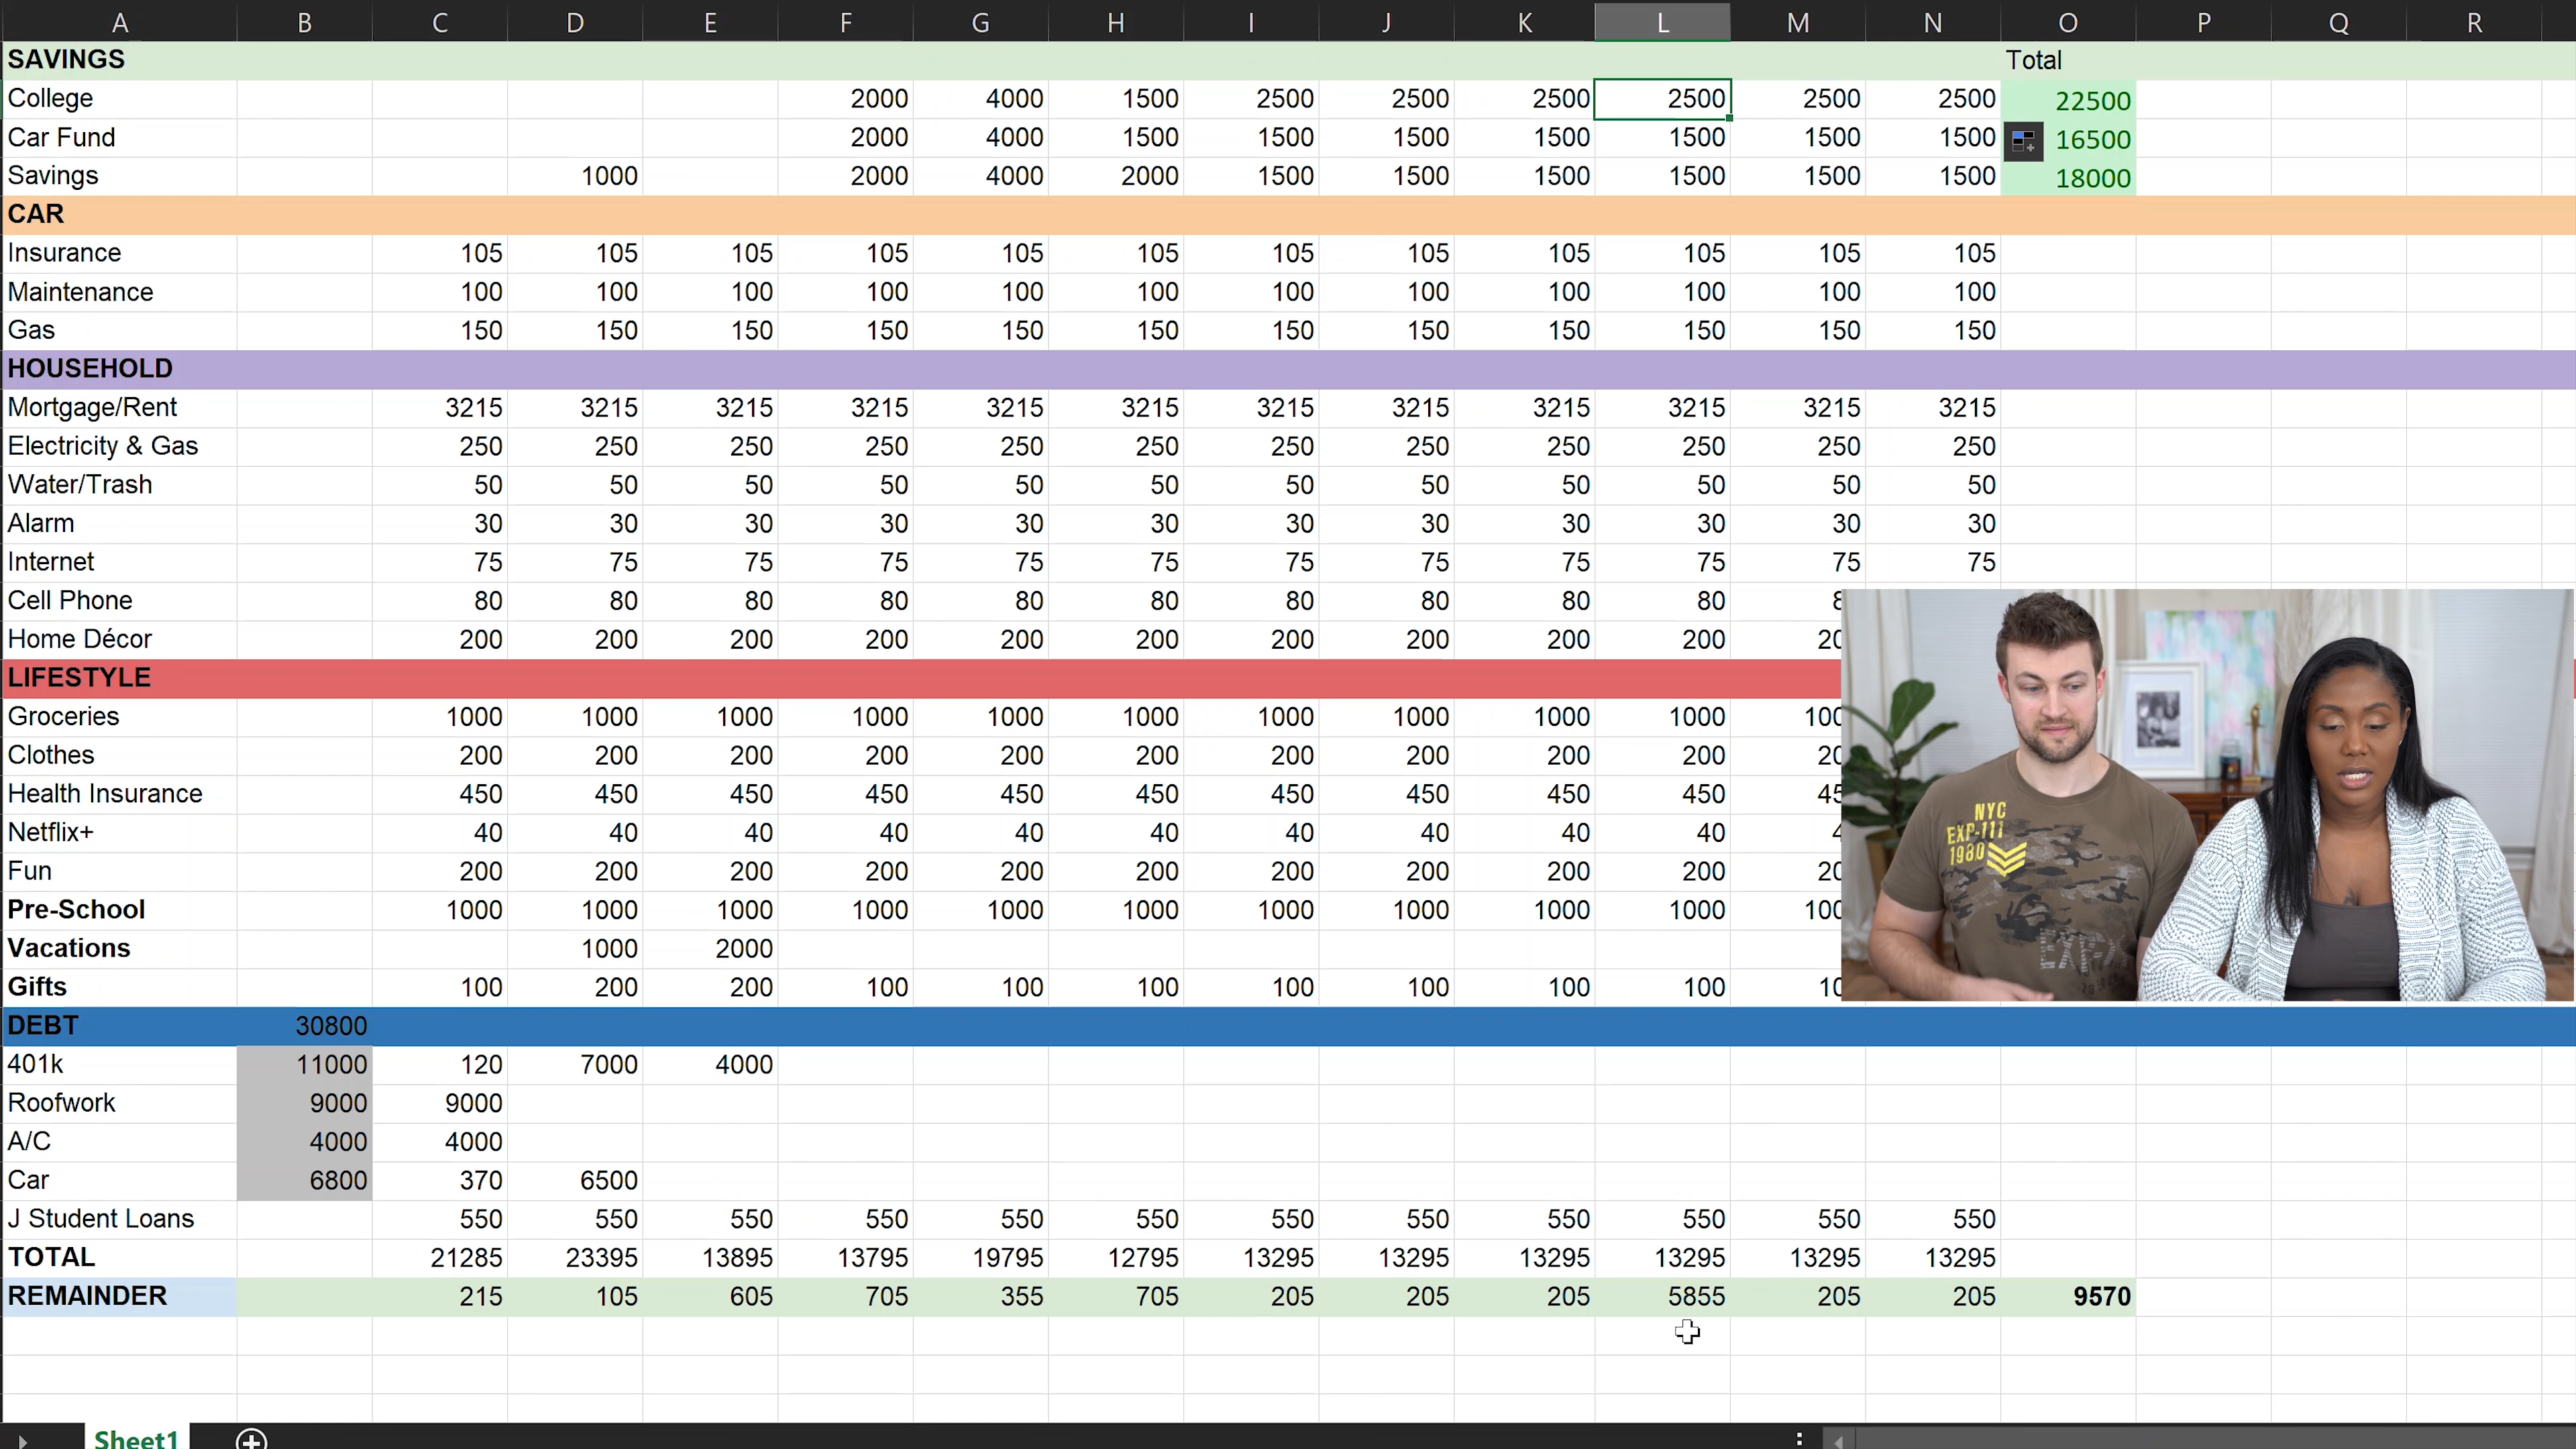 A B C D E F G H I J K L M N O P Q R
SAVINGS Total
College 2000 4000 1500 2500 2500 2500 2500 2500 2500 22500
Car Fund 2000 4000 1500 1500 1500 1500 1500 1500 1500 16500
Savings 1000 2000 4000 2000 1500 1500 1500 1500 1500 1500 18000
CAR
Insurance 105 105 105 105 105 105 105 105 105 105 105 105
Maintenance 100 100 100 100 100 100 100 100 100 100 100 100
Gas 150 150 150 150 150 150 150 150 150 150 150 150
HOUSEHOLD
Mortgage/Rent 3215 3215 3215 3215 3215 3215 3215 3215 3215 3215 3215 3215
Electricity & Gas 250 250 250 250 250 250 250 250 250 250 250 250
Water/Trash 50 50 50 50 50 50 50 50 50 50 50 50
Alarm 30 30 30 30 30 30 30 30 30 30 30 30
Internet 75 75 75 75 75 75 75 75 75 75 75 75
Cell Phone 80 80 80 80 80 80 80 80 80 80
Home Décor 200 200 200 200 200 200 200 200 200 200 20
LIFESTYLE
Groceries 1000 1000 1000 1000 1000 1000 1000 1000 1000 1000 100
Clothes 200 200 200 200 200 200 200 200 200 200 20
Health Insurance 450 450 450 450 450 450 450 450 450 450 45
Netflix+ 40 40 40 40 40 40 40 40 40 40 4
Fun 200 200 200 200 200 200 200 200 200 200 20
Pre-School 1000 1000 1000 1000 1000 1000 1000 1000 1000 1000 100
Vacations 1000 2000
Gifts 100 200 200 100 100 100 100 100 100 100 10
DEBT 30800
401k 11000 120 7000 4000
Roofwork 9000 9000
A/C 4000 4000
Car 6800 370 6500
J Student Loans 550 550 550 550 550 550 550 550 550 550 550 550
TOTAL 21285 23395 13895 13795 19795 12795 13295 13295 13295 13295 13295 13295
REMAINDER 215 105 605 705 355 705 205 205 205 5855 205 205 9570
Sheet1
NYC
EXP-111
1980